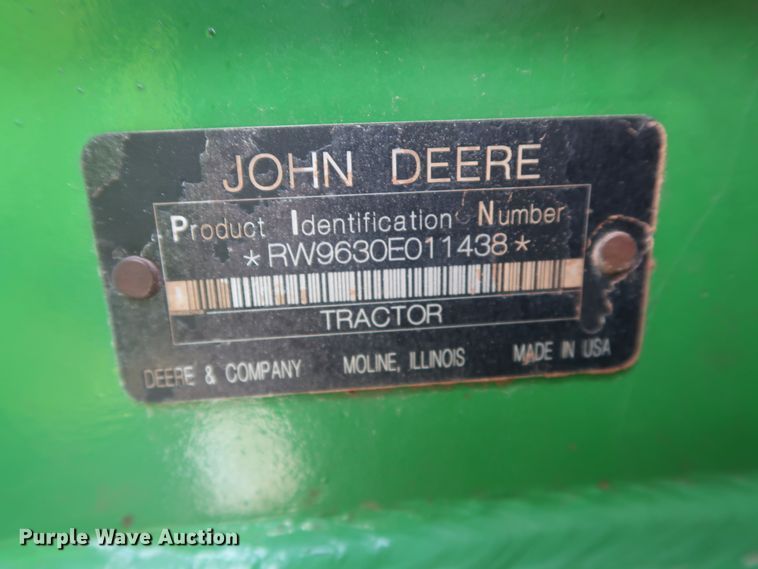 JOHN DEERE
Product Identification Number
*RW9630E011438*
TRACTOR
DEERE & COMPANY MOLINE, ILLINOIS MADE IN USA
Purple Wave Auction